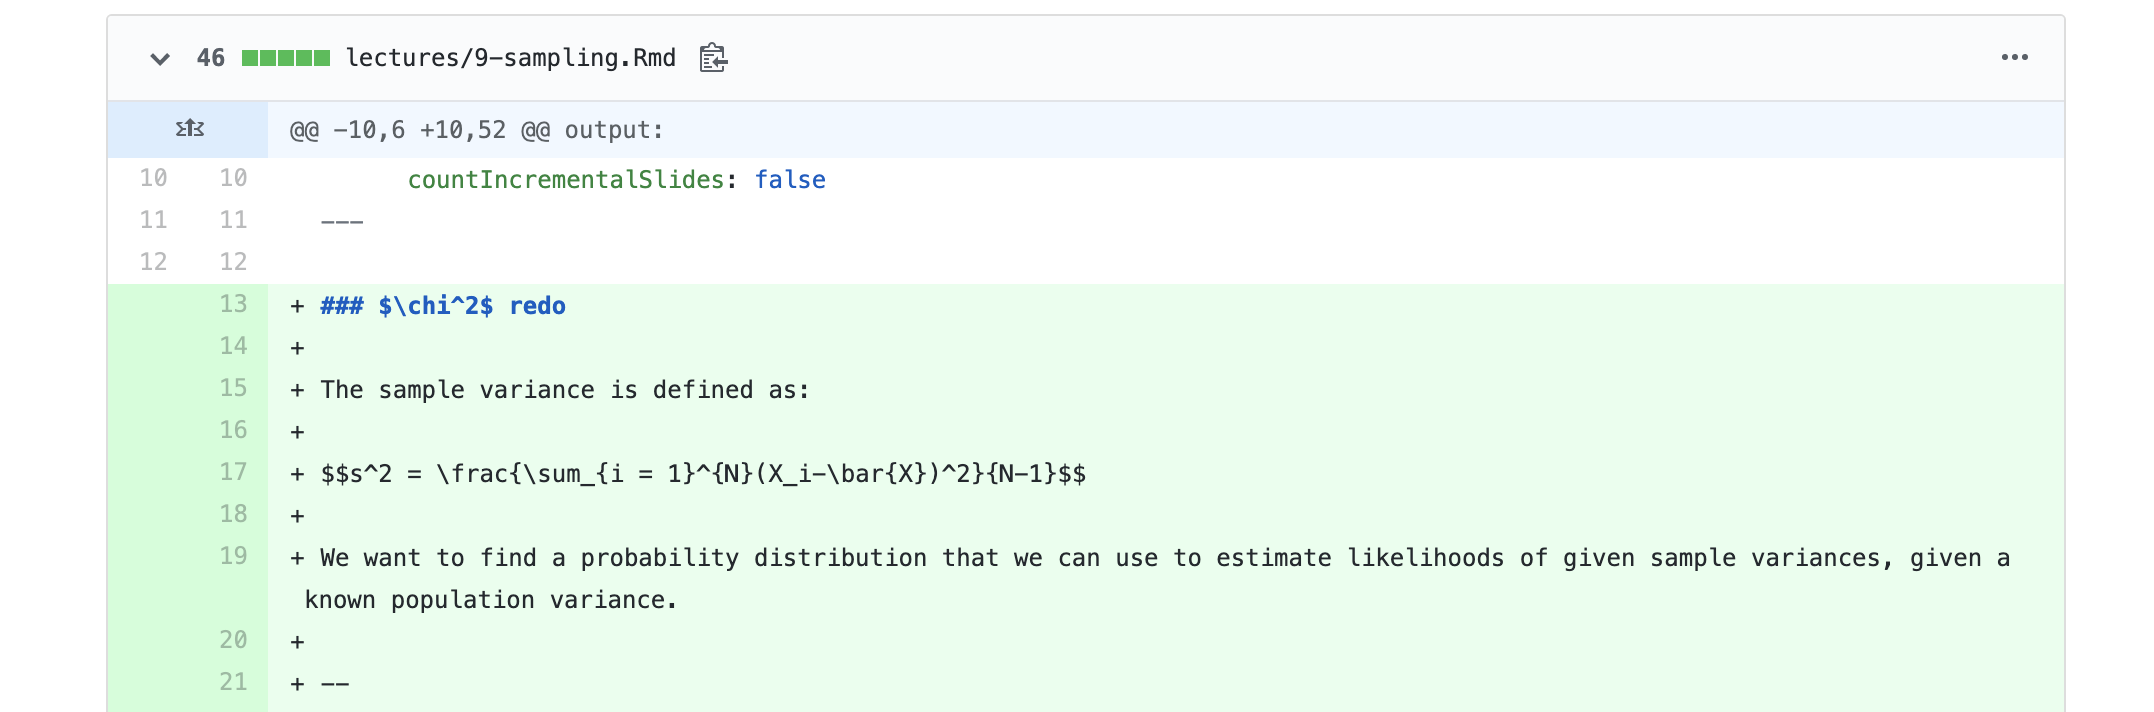 46 lectures/9-sampling.Rmd
@@ -10,6 +10,52 @@ output:
10 10 countIncrementalSlides: false
11 11 ---
12 12
13 + ### $\chi^2$ redo
14 +
15 + The sample variance is defined as:
16 +
17 + $$s^2 = \frac{\sum_{i = 1}^{N}(X_i-\bar{X})^2}{N-1}$$
18 +
19 + We want to find a probability distribution that we can use to estimate likelihoods of given sample variances, given a
known population variance.
20 +
21 + --